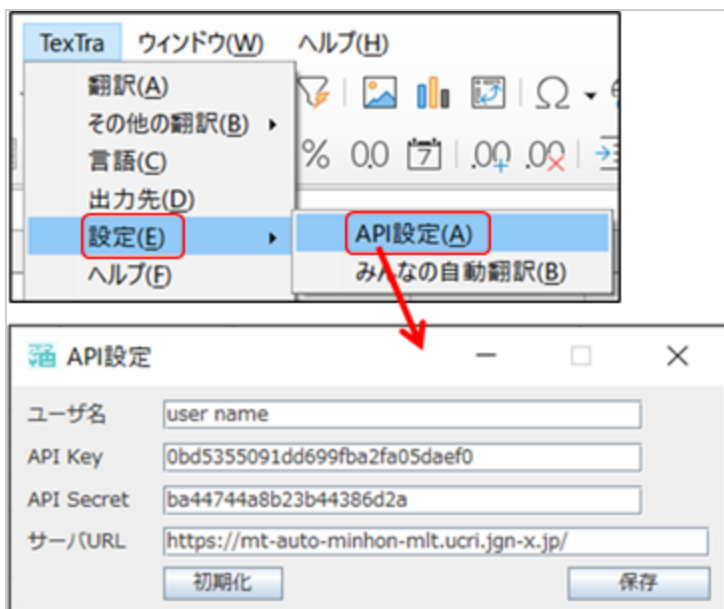 TexTra ウィンドウ(W) ヘルプ(H)
翻訳(A)
その他の翻訳(B)
言語(C)
出力先(D)
設定(E)
ヘルプ(F)
API設定(A)
みんなの自動翻訳(B)
% 0.0 7 .00 .00
API設定
ユーザ名 user name
API Key 0bd5355091dd699fba2fa05daef0
API Secret ba44744a8b23b44386d2a
サーバURL https://mt-auto-minhon-mlt.ucri.jgn-x.jp/
初期化 保存